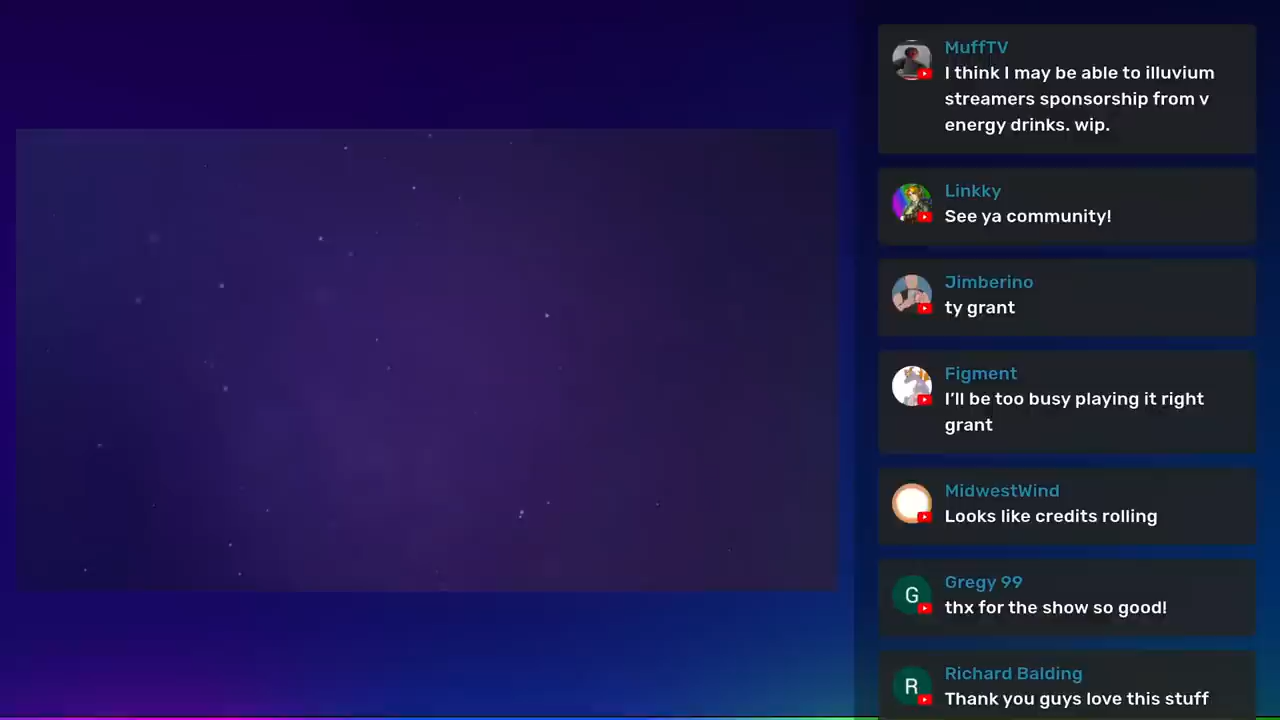 MuffTV
I think I may be able to illuvium
streamers sponsorship from v
energy drinks. wip.
Linkky
See ya community!
Jimberino
ty grant
Figment
I’ll be too busy playing it right
grant
MidwestWind
Looks like credits rolling
G
Gregy 99
thx for the show so good!
R
Richard Balding
Thank you guys love this stuff